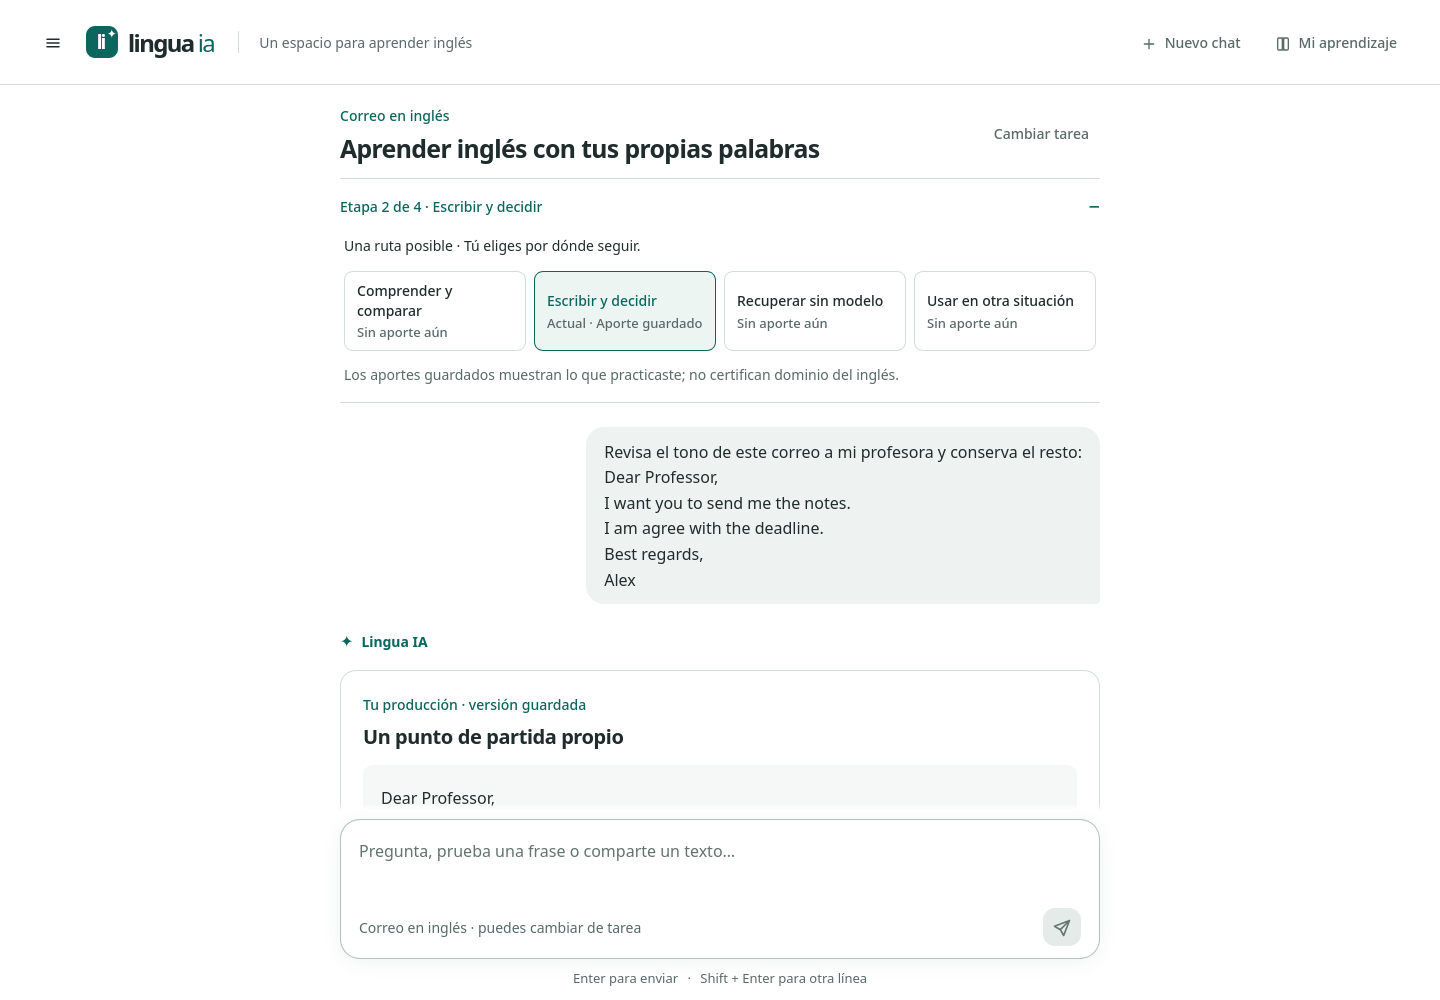 li
lingua ia
Un espacio para aprender inglés
Nuevo chat
Mi aprendizaje
Correo en inglés
Aprender inglés con tus propias palabras
Cambiar tarea
Etapa 2 de 4 · Escribir y decidir
Una ruta posible · Tú eliges por dónde seguir.
Comprender y
comparar
Sin aporte aún
Escribir y decidir
Actual · Aporte guardado
Recuperar sin modelo
Sin aporte aún
Usar en otra situación
Sin aporte aún
Los aportes guardados muestran lo que practicaste; no certifican dominio del inglés.
Revisa el tono de este correo a mi profesora y conserva el resto:
Dear Professor,
I want you to send me the notes.
I am agree with the deadline.
Best regards,
Alex
Lingua IA
Tu producción · versión guardada
Un punto de partida propio
Dear Professor,
Pregunta, prueba una frase o comparte un texto...
Correo en inglés · puedes cambiar de tarea
Enter para enviar · Shift + Enter para otra línea